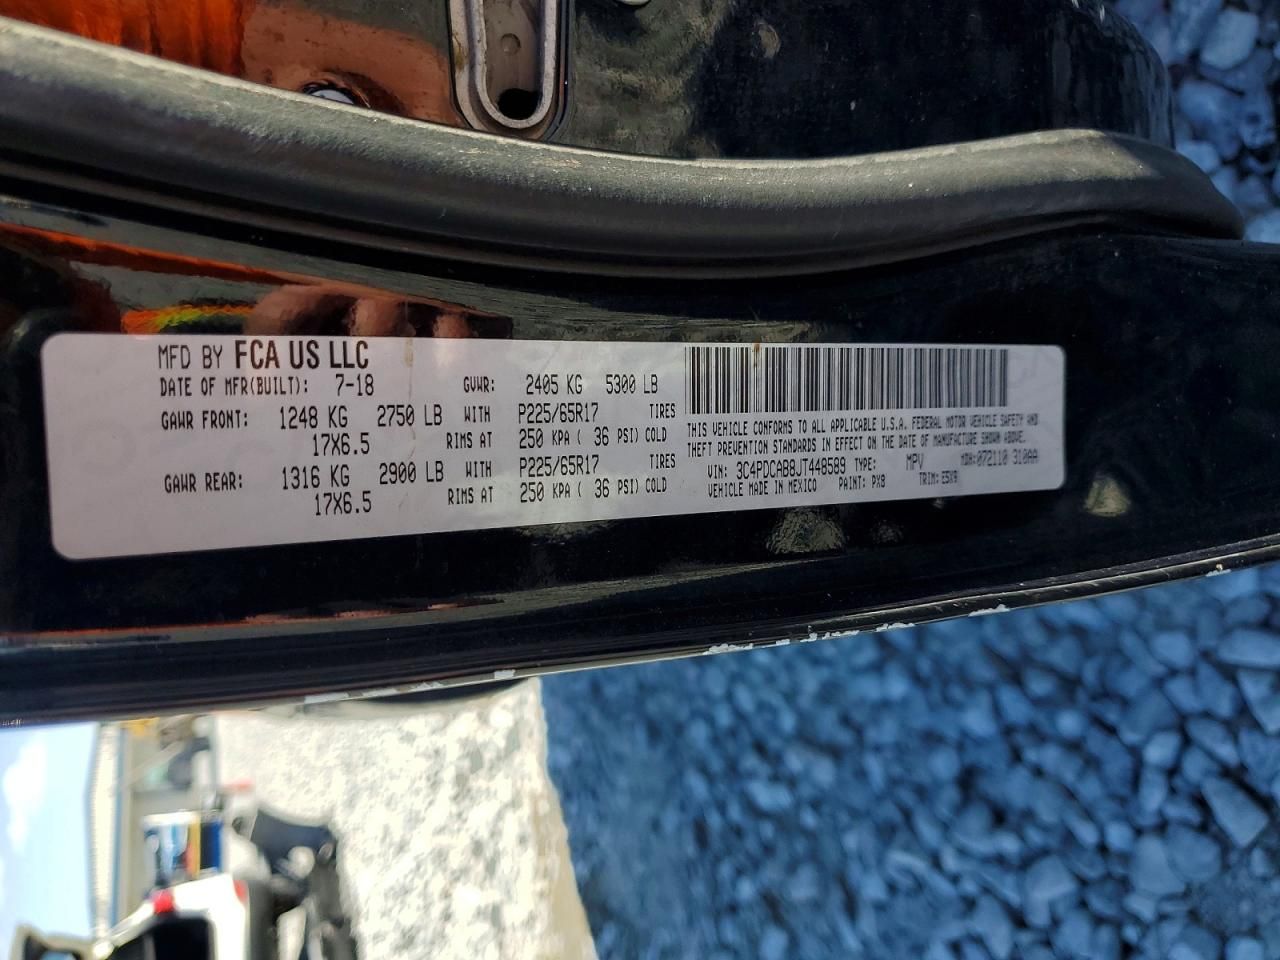 MFD BY FCA US LLC
DATE OF MFR(BUILT): 7-18 GVWR: 2405 KG 5300 LB
GAWR FRONT: 1248 KG 2750 LB WITH P225/65R17 TIRES
17X6.5 RIMS AT 250 KPA ( 36 PSI) COLD
GAWR REAR: 1316 KG 2900 LB WITH P225/65R17 TIRES
17X6.5 RIMS AT 250 KPA ( 36 PSI) COLD
THIS VEHICLE CONFORMS TO ALL APPLICABLE U.S.A. FEDERAL MOTOR VEHICLE SAFETY AND
THEFT PREVENTION STANDARDS IN EFFECT ON THE DATE OF MANUFACTURE SHOWN ABOVE.
VIN: 3C4PDCAB8JT448589 TYPE: MPV MDH:072110 310AA
VEHICLE MADE IN MEXICO PAINT: PX8 TRIM: E5X9